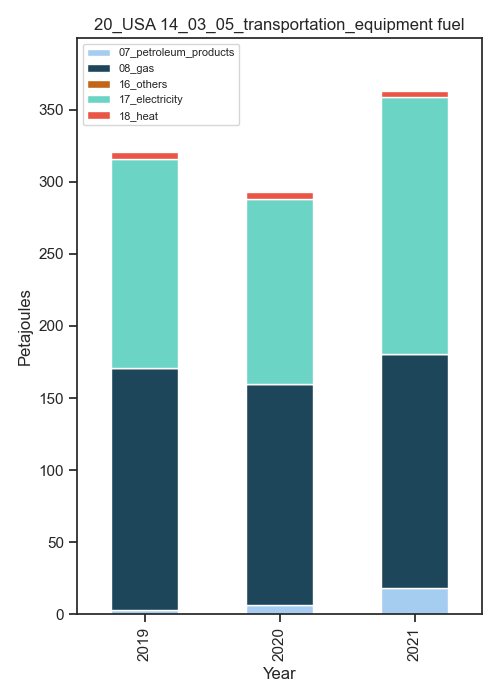 20_USA 14_03_05_transportation_equipment fuel
07_petroleum_products
08_gas
16_others
17_electricity
18_heat
350
300
250
200
150
100
50
0
Petajoules
2019
2020
2021
Year